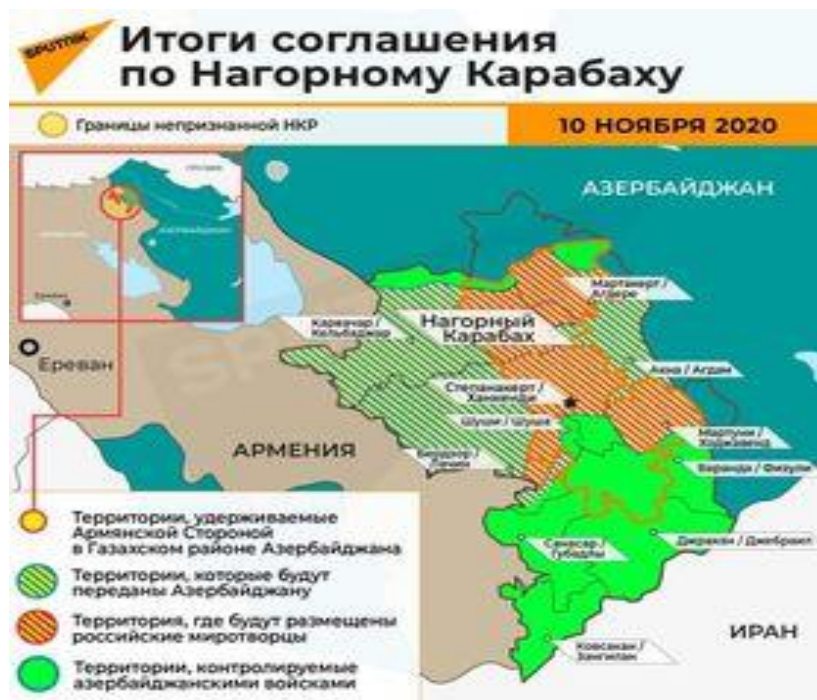 SPUTNIK
Итоги соглашения
по Нагорному Карабаху
Границы непризнанной НКР
10 НОЯБРЯ 2020
АЗЕРБАЙДЖАН
Мартакерт /
Агдере
Карвачар /
Кельбаджар
Нагорный
Карабах
Ереван
Акна / Агдам
Степанакерт /
Ханкенди
Шуши / Шуша
Мартуни /
Ходжавенд
АРМЕНИЯ
Бердзор /
Лачин
Варанда / Физули
Территории, удерживаемые
Армянской Стороной
в Газахском районе Азербайджана
Санасар /
Губадлы
Джракан / Джебраил
Территории, которые будут
переданы Азербайджану
Территория, где будут размещены
российские миротворцы
ИРАН
Ковсакан /
Зангилан
Территории, контролируемые
азербайджанскими войсками